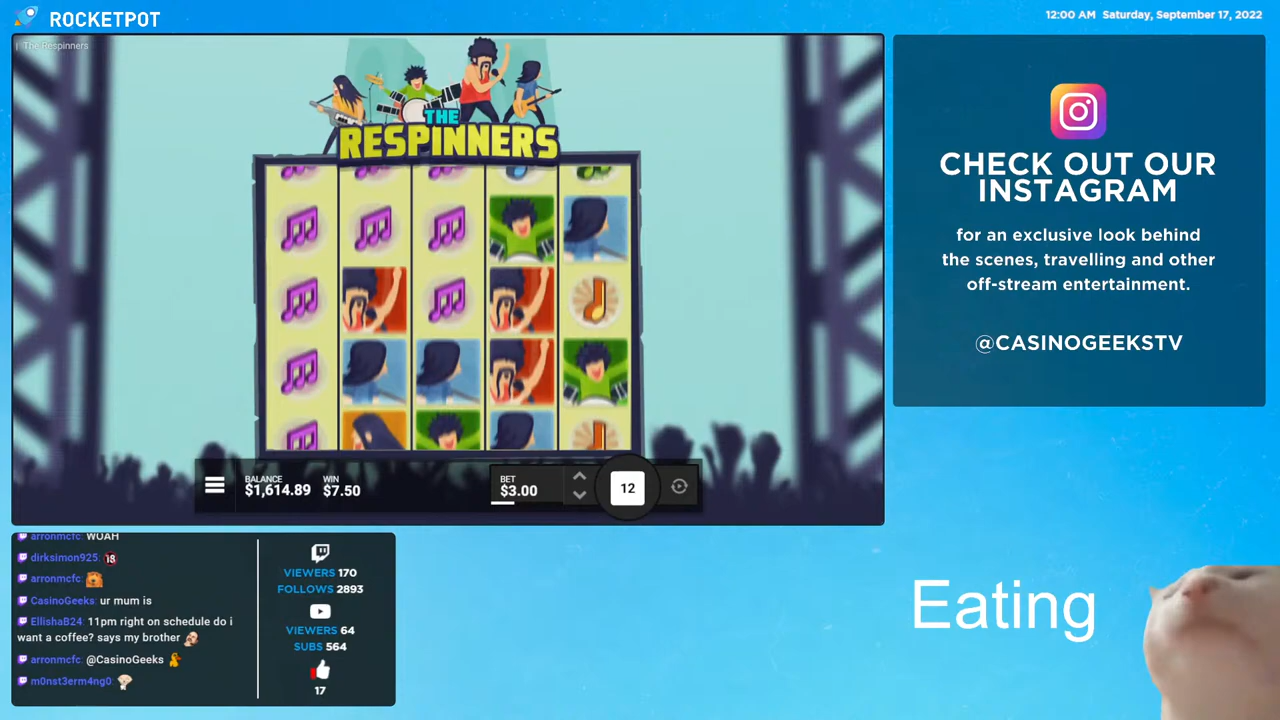 ROCKETPOT
12:00 AM Saturday, September 17, 2022
| The Respinners
THE
RESPINNERS
BALANCE
$1,614.89
WIN
$7.50
BET
$3.00
12
CHECK OUT OUR
INSTAGRAM
for an exclusive look behind
the scenes, travelling and other
off-stream entertainment.
@CASINOGEEKSTV
arronmcfc: WOAH
dirksimon925: 18
arronmcfc:
CasinoGeeks: ur mum is
EllishaB24: 11pm right on schedule do i
want a coffee? says my brother
arronmcfc: @CasinoGeeks
m0nst3erm4ng0:
VIEWERS 170
FOLLOWS 2893
VIEWERS 64
SUBS 564
17
Eating